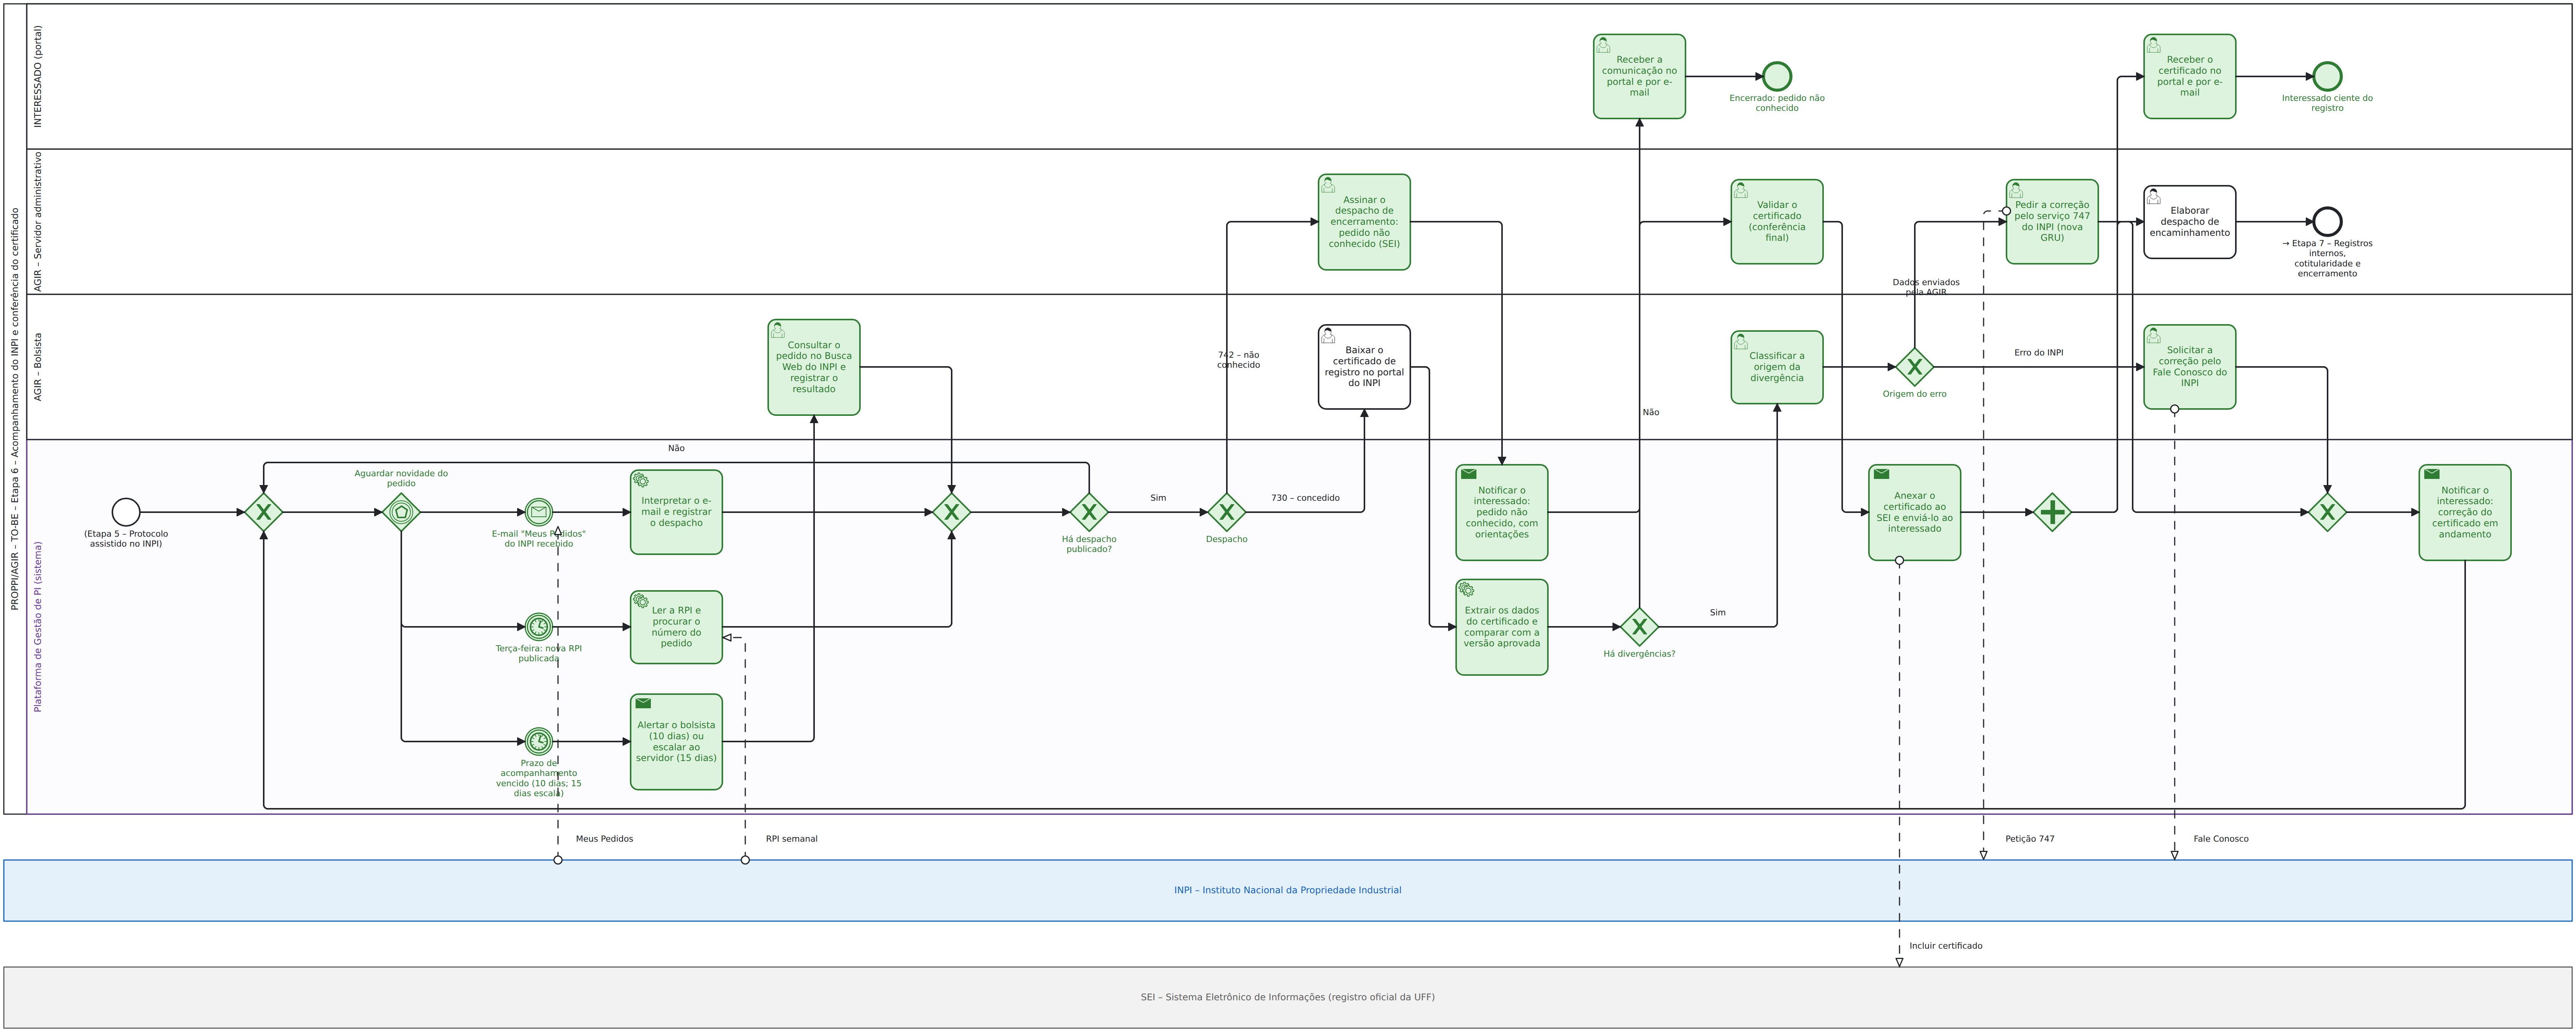 PROPPI/AGIR – TO-BE – Etapa 6 – Acompanhamento do INPI e conferência do certificado
INTERESSADO (portal)
Receber a
comunicação no
portal e por e-
mail
Encerrado: pedido não
conhecido
Receber o
certificado no
portal e por e-
mail
Interessado ciente do
registro
AGIR – Servidor administrativo
Assinar o
despacho de
encerramento:
pedido não
conhecido (SEI)
Validar o
certificado
(conferência
final)
Dados enviados
pela AGIR
Pedir a correção
pelo serviço 747
do INPI (nova
GRU)
Elaborar
despacho de
encaminhamento
→ Etapa 7 – Registros
internos,
cotitularidade e
encerramento
AGIR – Bolsista
Consultar o
pedido no Busca
Web do INPI e
registrar o
resultado
742 – não
conhecido
Baixar o
certificado de
registro no portal
do INPI
Não
Classificar a
origem da
divergência
Origem do erro
Erro do INPI
Solicitar a
correção pelo
Fale Conosco do
INPI
Plataforma de Gestão de PI (sistema)
(Etapa 5 – Protocolo
assistido no INPI)
Não
Aguardar novidade do
pedido
E-mail "Meus Pedidos"
do INPI recebido
Interpretar o e-
mail e registrar
o despacho
Há despacho
publicado?
Sim
Despacho
730 – concedido
Notificar o
interessado:
pedido não
conhecido, com
orientações
Anexar o
certificado ao
SEI e enviá-lo ao
interessado
Notificar o
interessado:
correção do
certificado em
andamento
Terça-feira: nova RPI
publicada
Ler a RPI e
procurar o
número do
pedido
Extrair os dados
do certificado e
comparar com a
versão aprovada
Há divergências?
Sim
Prazo de
acompanhamento
vencido (10 dias; 15
dias escala)
Alertar o bolsista
(10 dias) ou
escalar ao
servidor (15 dias)
Meus Pedidos
RPI semanal
Petição 747
Fale Conosco
INPI – Instituto Nacional da Propriedade Industrial
Incluir certificado
SEI – Sistema Eletrônico de Informações (registro oficial da UFF)